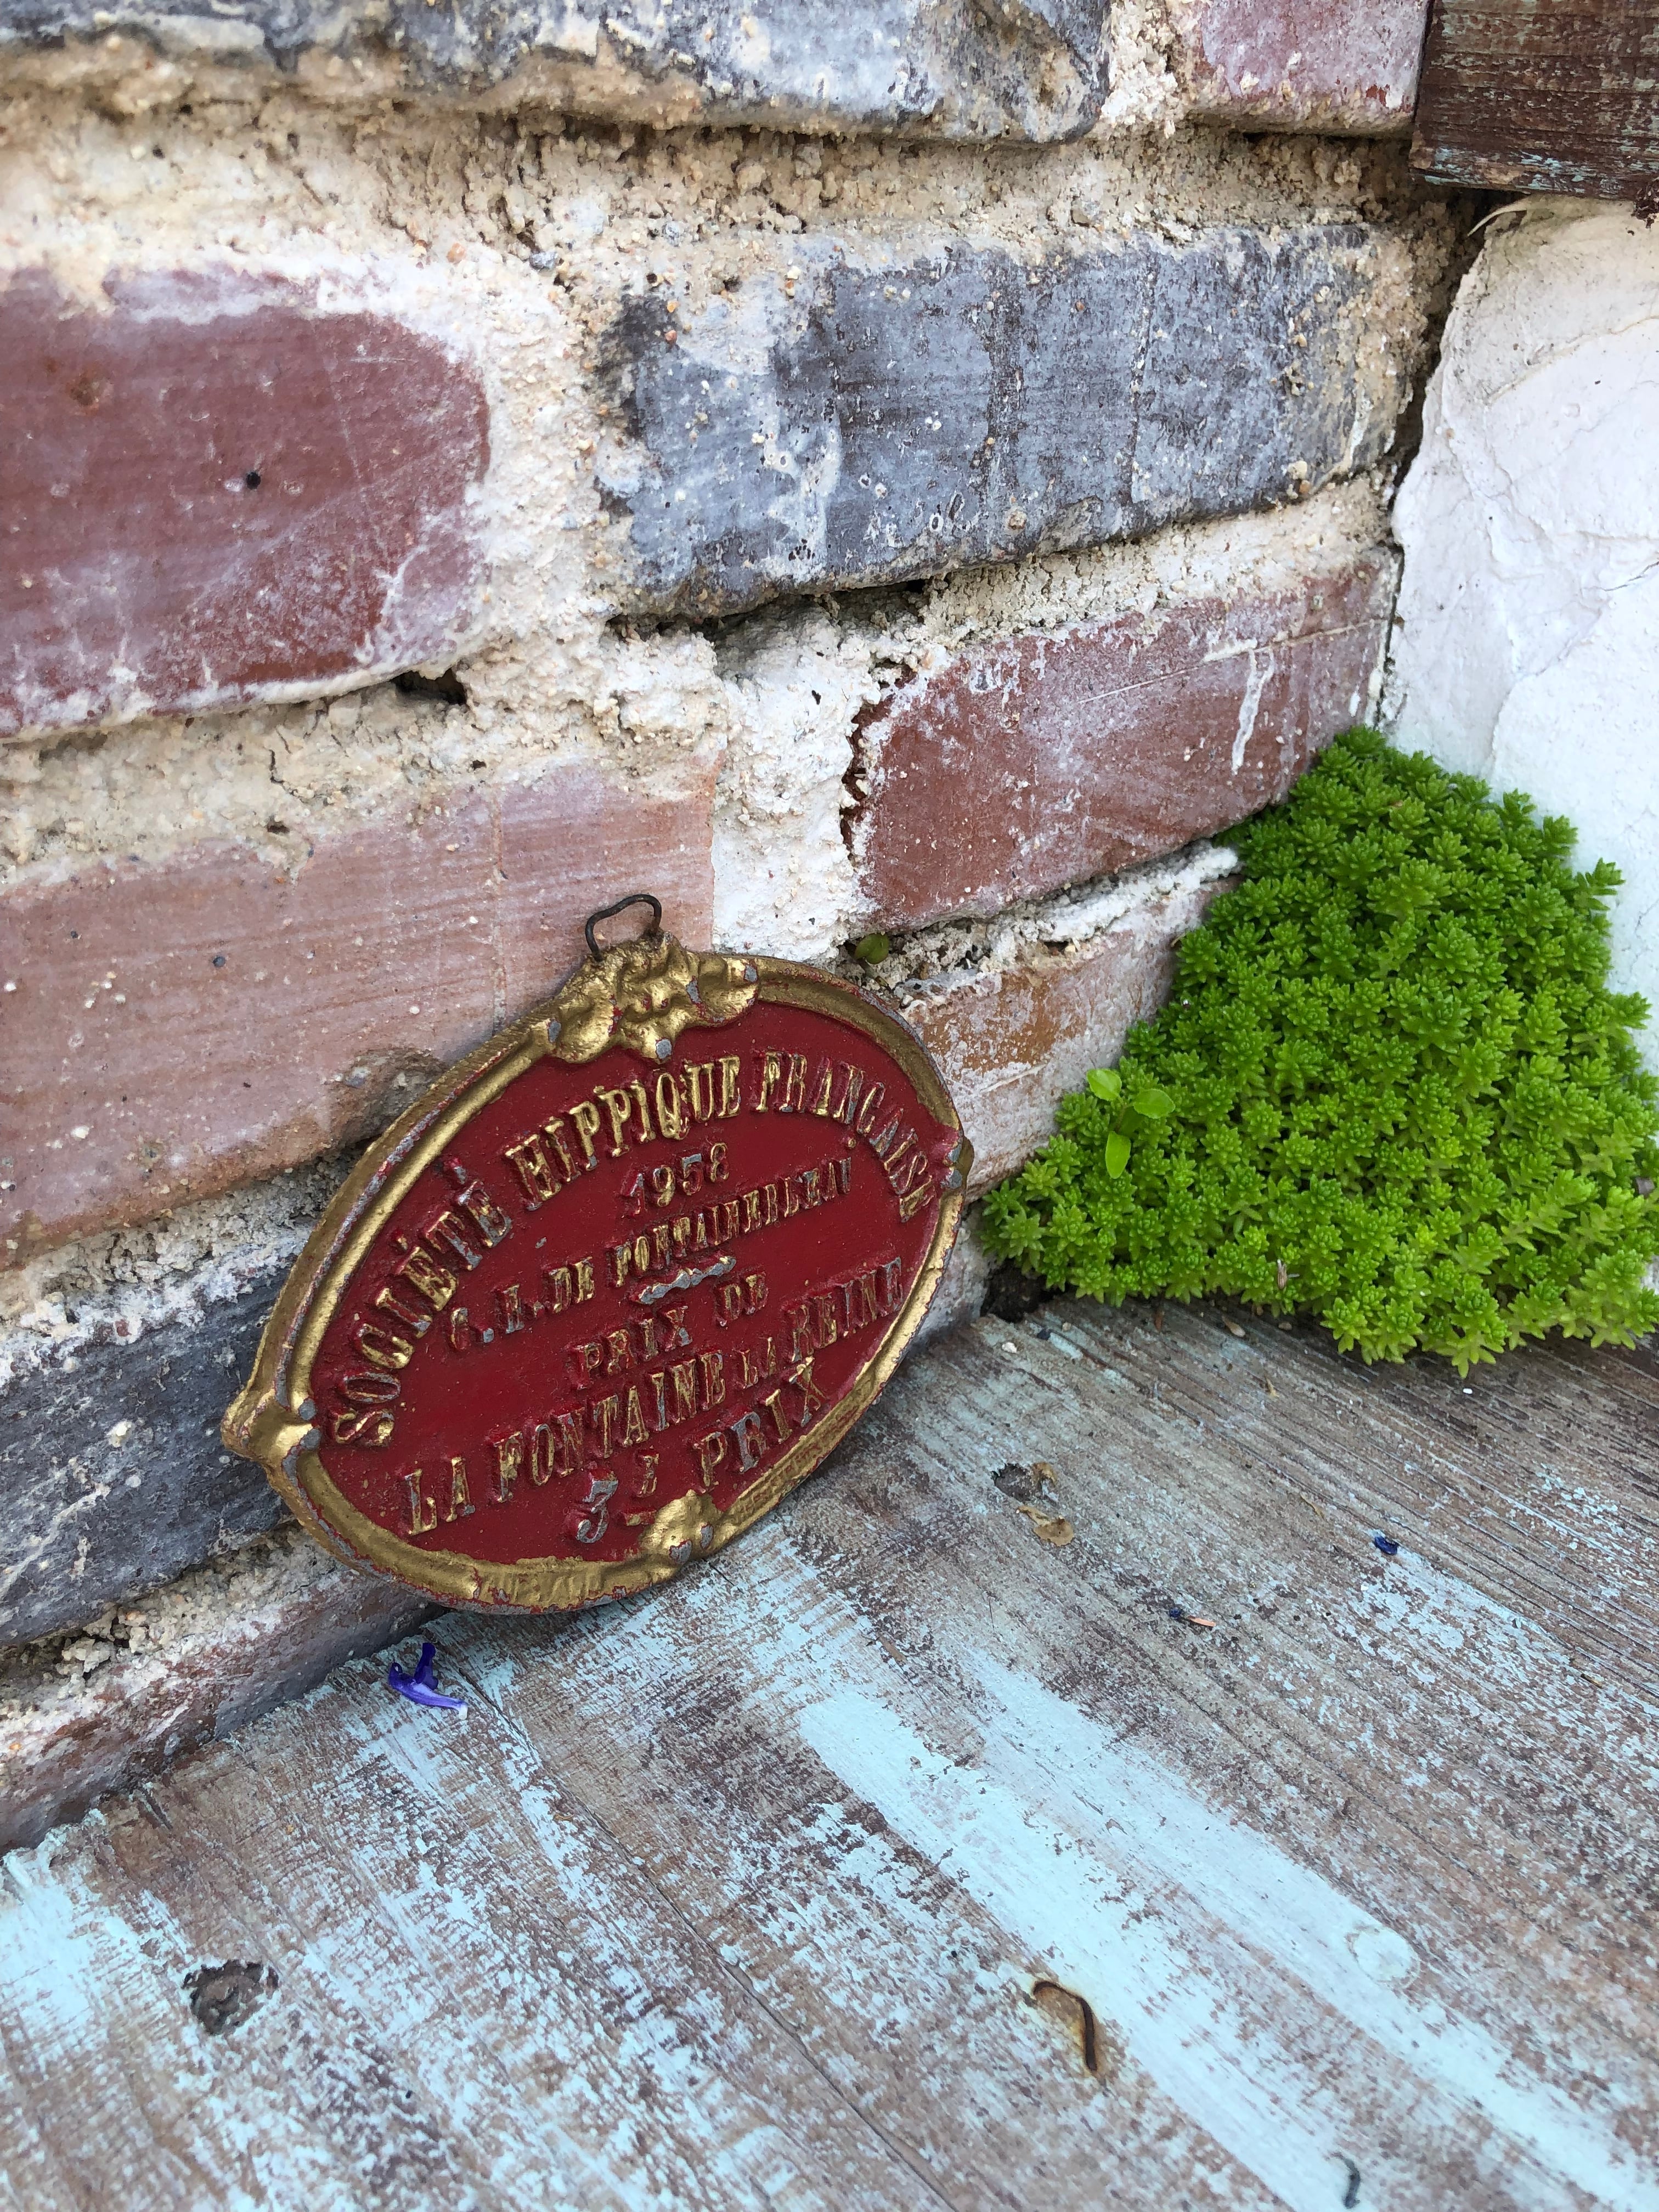 SOCIÉTÉ HIPPIQUE FRANÇAISE
1958
C.H. DE FONTAINEBLEAU
PRIX DE
LA FONTAINE LA REINE
3E PRIX